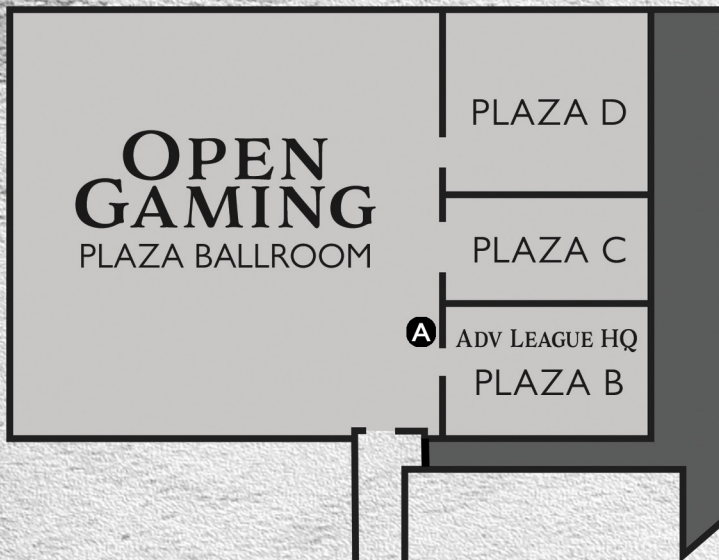 OPEN
GAMING
PLAZA BALLROOM
PLAZA D
PLAZA C
A
ADV LEAGUE HQ
PLAZA B